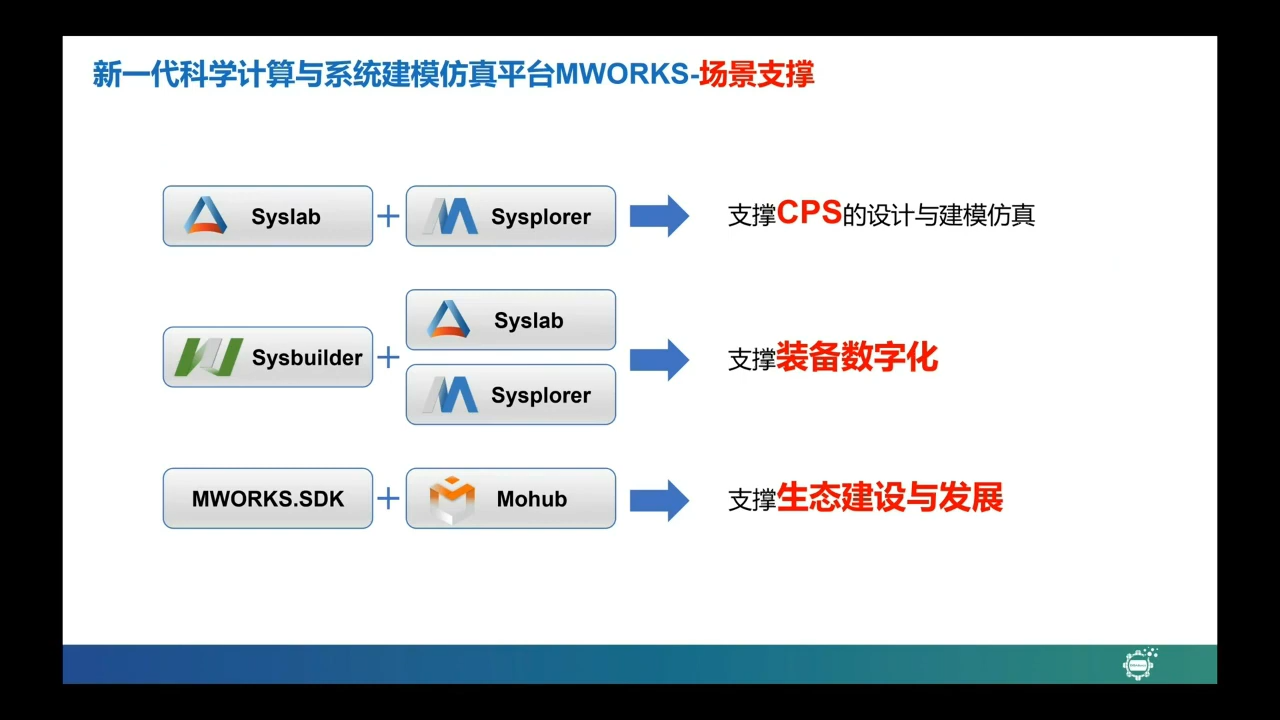 新一代科学计算与系统建模仿真平台MWORKS-场景支撑
Syslab + Sysplorer 支撑CPS的设计与建模仿真
Syslab
Sysbuilder + 支撑装备数字化
Sysplorer
MWORKS.SDK + Mohub 支撑生态建设与发展